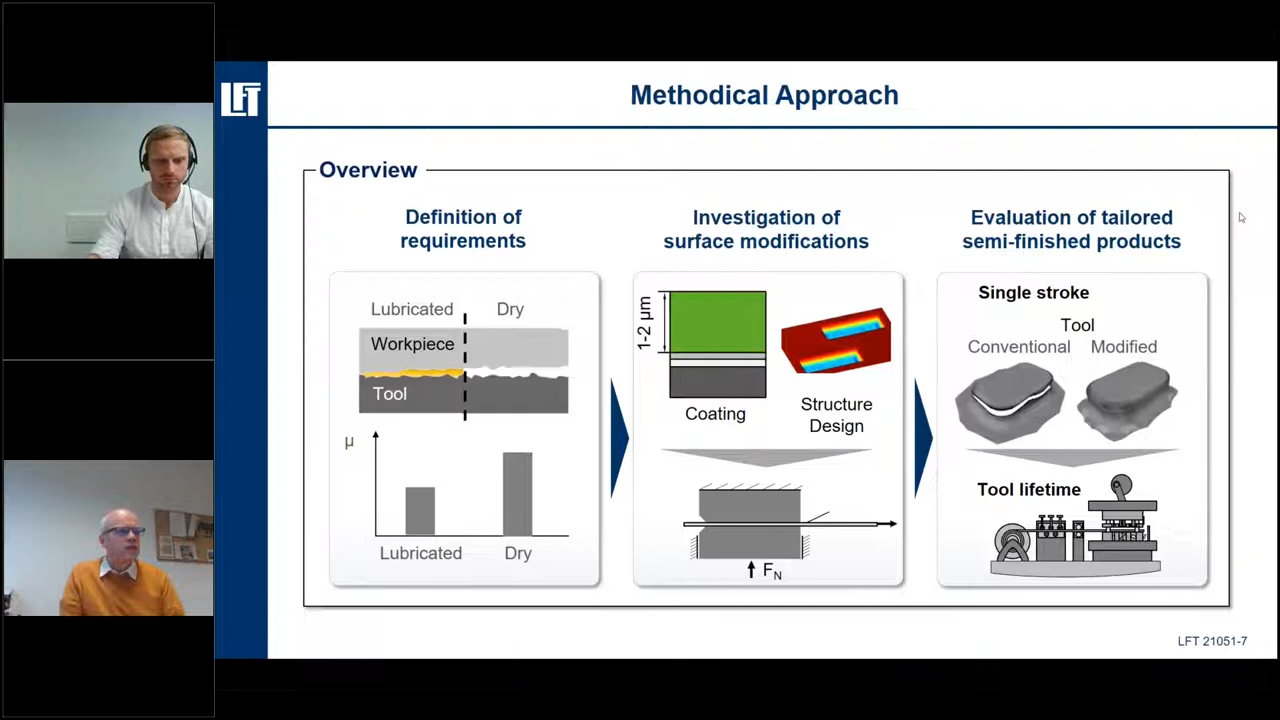 LFT
Methodical Approach
Overview
Definition of
requirements
Lubricated Dry
Workpiece
Tool
μ
Lubricated Dry
Investigation of
surface modifications
1-2 μm
Coating
Structure
Design
FN
Evaluation of tailored
semi-finished products
Single stroke
Tool
Conventional Modified
Tool lifetime
LFT 21051-7